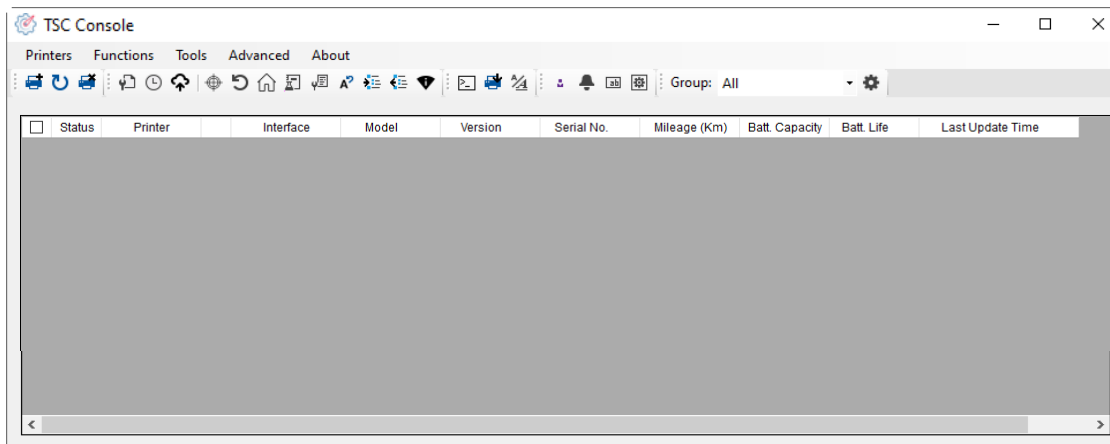 TSC Console
Printers Functions Tools Advanced About
Group: All
Status Printer Interface Model Version Serial No. Mileage (Km) Batt. Capacity Batt. Life Last Update Time